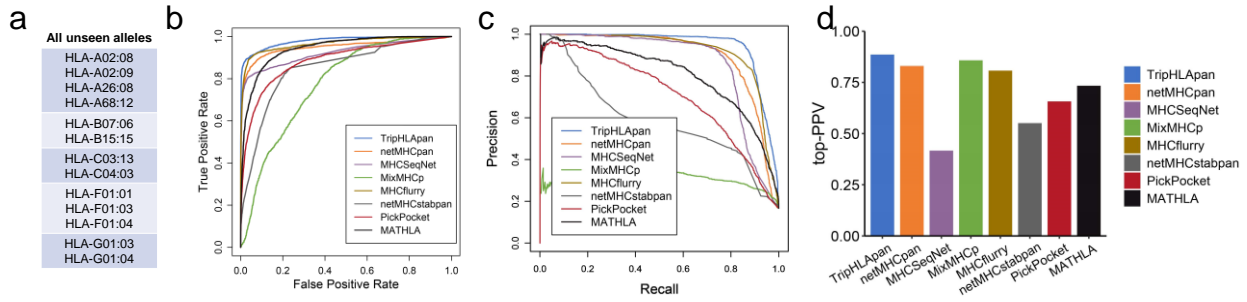 a
All unseen alleles
HLA-A02:08
HLA-A02:09
HLA-A26:08
HLA-A68:12
HLA-B07:06
HLA-B15:15
HLA-C03:13
HLA-C04:03
HLA-F01:01
HLA-F01:03
HLA-F01:04
HLA-G01:03
HLA-G01:04
b
True Positive Rate
1.0
0.8
0.6
0.4
0.2
0.0
TripHLApan
netMHCpan
MHCSeqNet
MixMHCp
MHCflurry
netMHCstabpan
PickPocket
MATHLA
0.0 0.2 0.4 0.6 0.8 1.0
False Positive Rate
c
Precision
1.0
0.8
0.6
0.4
0.2
0.0
TripHLApan
netMHCpan
MHCSeqNet
MixMHCp
MHCflurry
netMHCstabpan
PickPocket
MATHLA
0.0 0.2 0.4 0.6 0.8 1.0
Recall
d
top-PPV
1.00
0.75
0.50
0.25
0.00
TripHLApan
netMHCpan
MHCSeqNet
MixMHCp
MHCflurry
netMHCstabpan
PickPocket
MATHLA
TripHLApan
netMHCpan
MHCSeqNet
MixMHCp
MHCflurry
netMHCstabpan
PickPocket
MATHLA